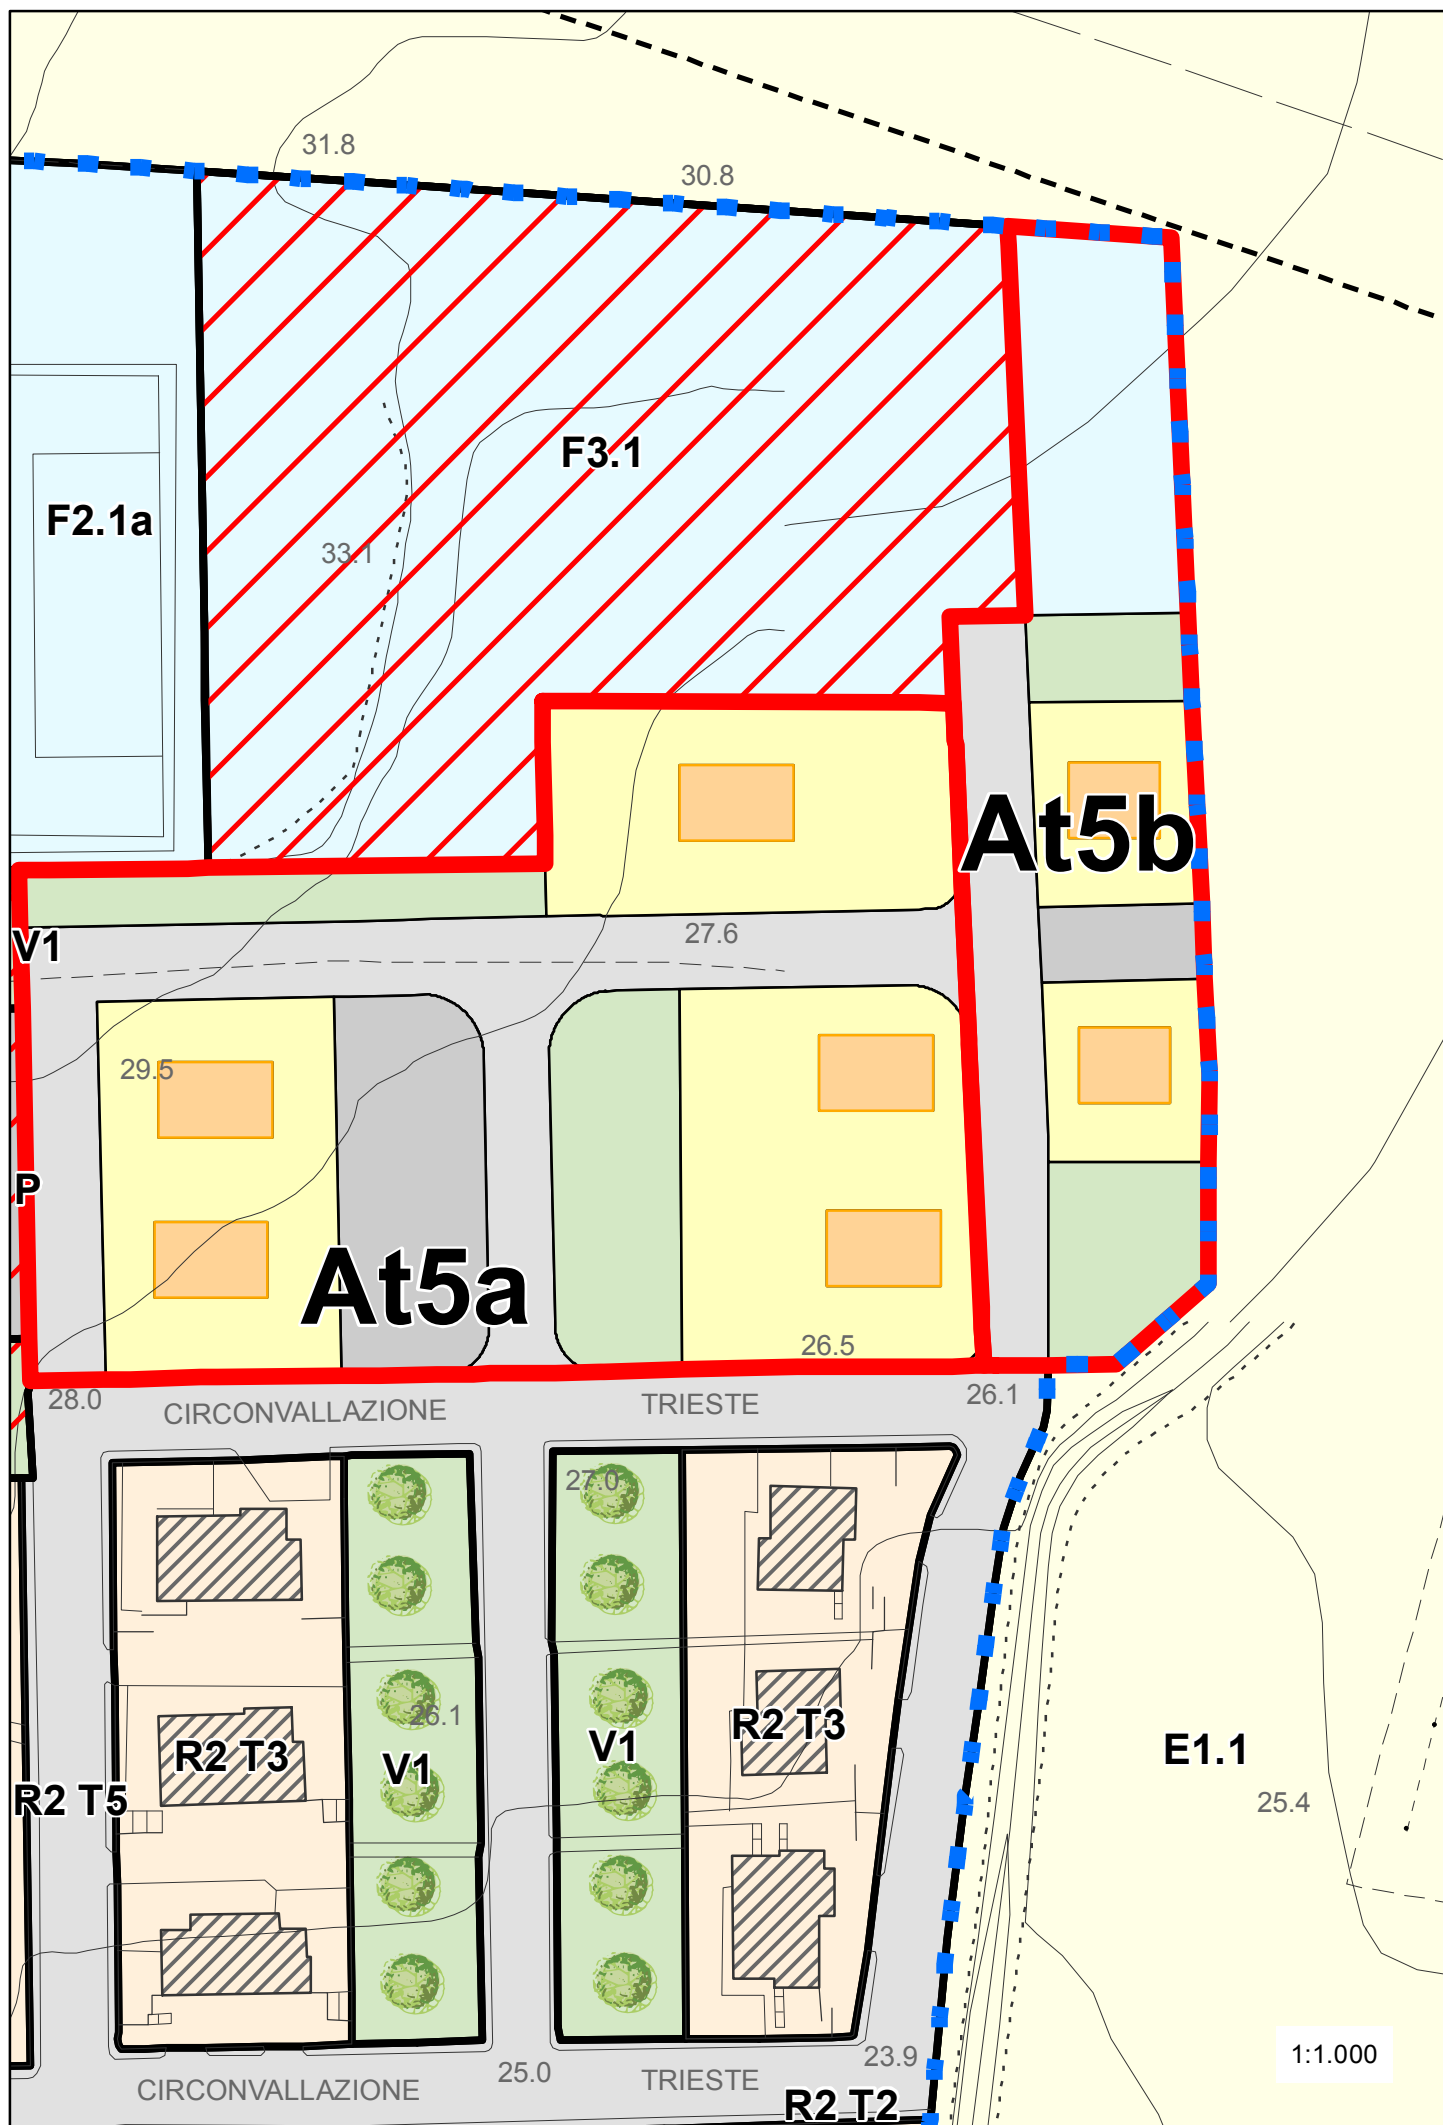 31.8
30.8
F3.1
F2.1a
33.1
At5b
27.6
V1
29.5
P
At5a
26.5
28.0
26.1
CIRCONVALLAZIONE
TRIESTE
27.0
26.1
R2 T3
R2 T3
V1
V1
E1.1
R2 T5
25.4
1:1.000
23.9
25.0
CIRCONVALLAZIONE
TRIESTE
R2 T2